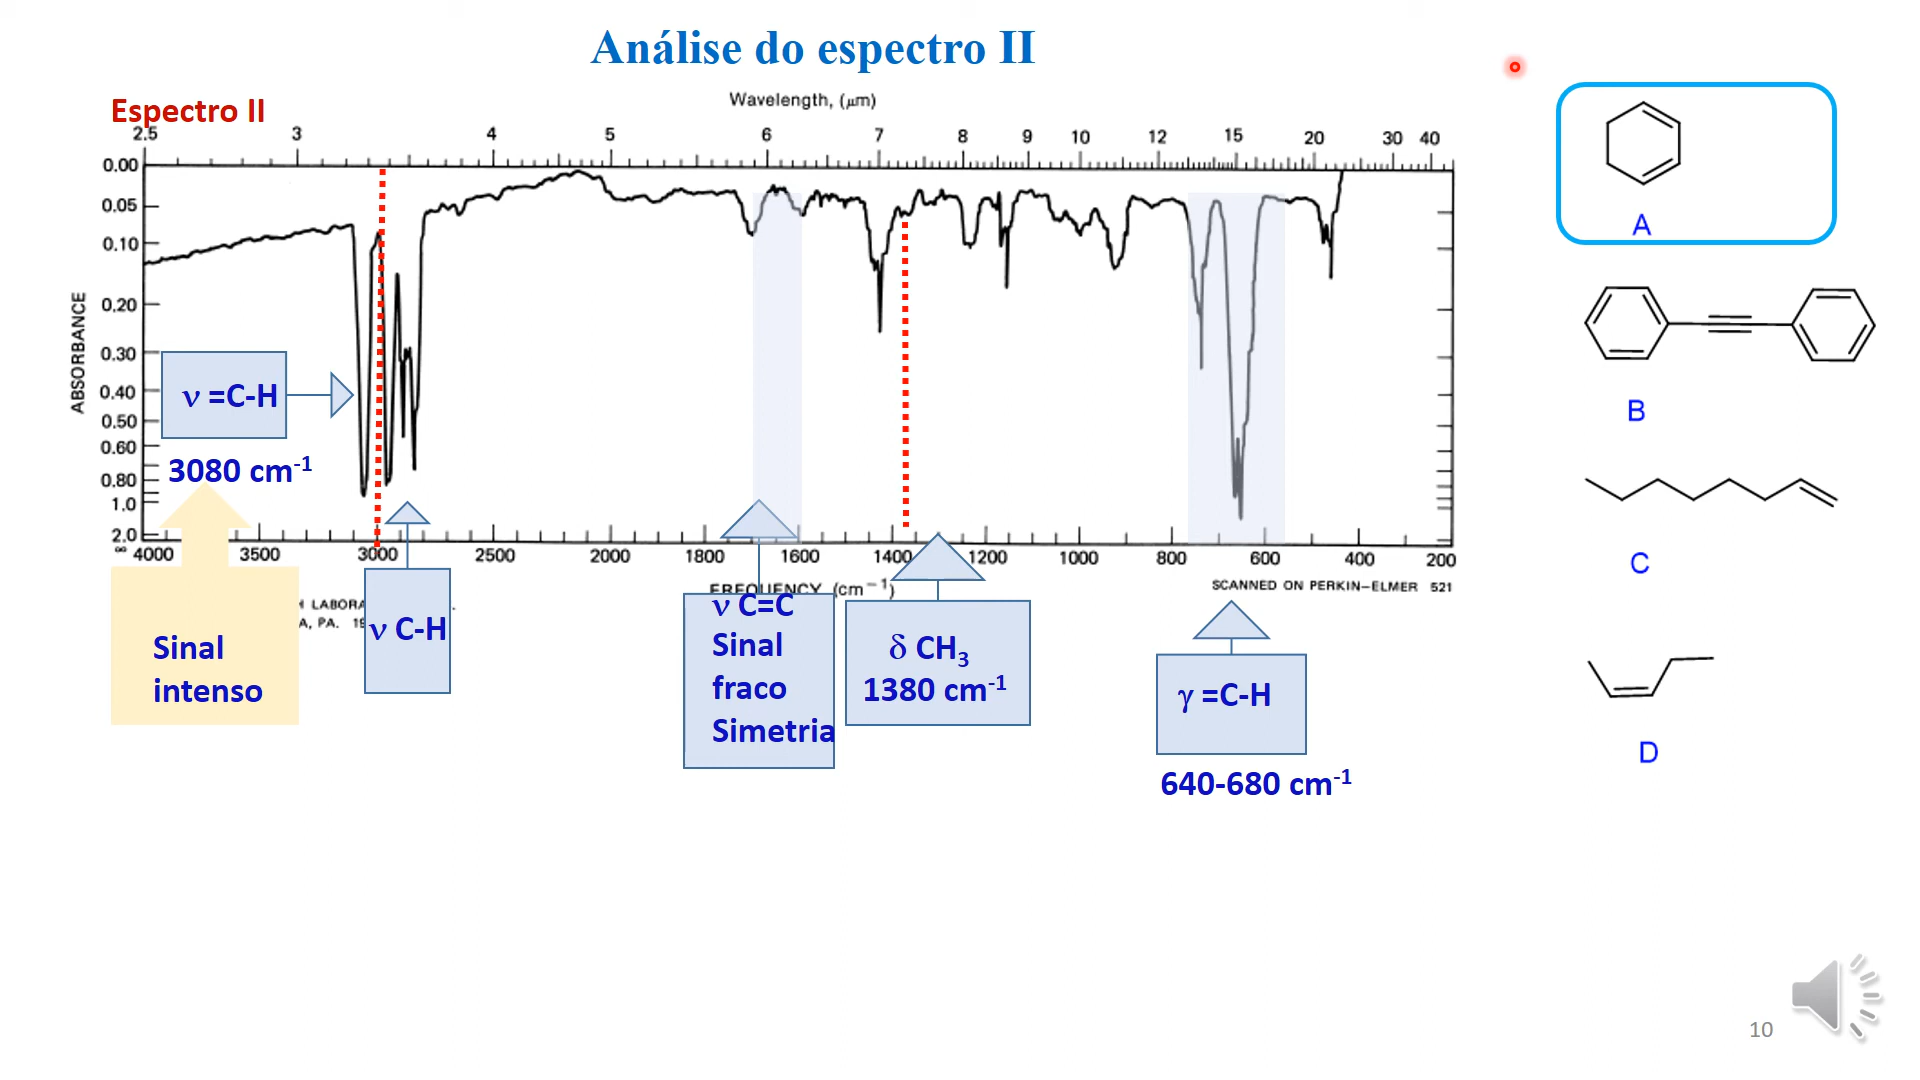 Análise do espectro II
Espectro II
Wavelength, (μm)
2.5 3 4 5 6 7 8 9 10 12 15 20 30 40
0.00
0.05
0.10
0.20
0.30
0.40
0.50
0.60
0.80
1.0
2.0
∞
ABSORBANCE
4000 3500 3000 2500 2000 1800 1600 1400 1200 1000 800 600 400 200
FREQUENCY (cm⁻¹)
SCANNED ON PERKIN–ELMER 521
H LABORA
A, PA. 19
ν =C-H
3080 cm⁻¹
Sinal
intenso
ν C-H
ν C=C
Sinal
fraco
Simetria
δ CH₃
1380 cm⁻¹
γ =C-H
640-680 cm⁻¹
A
B
C
D
10